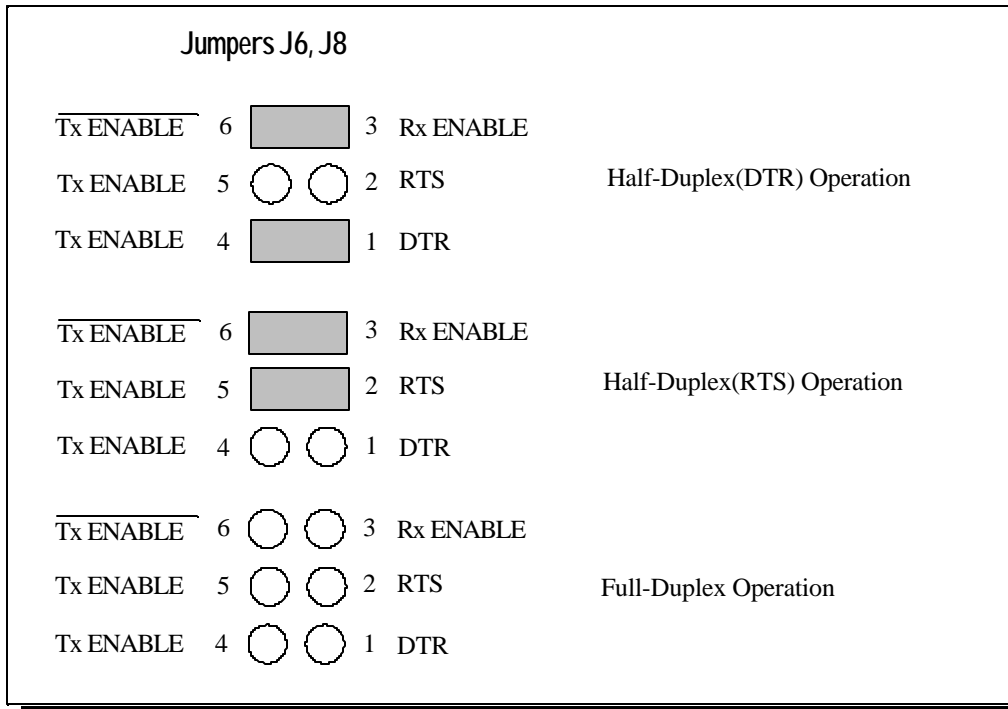 Jumpers J6, J8
Tx ENABLE 6 3 Rx ENABLE
Tx ENABLE 5 2 RTS Half-Duplex(DTR) Operation
Tx ENABLE 4 1 DTR
Tx ENABLE 6 3 Rx ENABLE
Tx ENABLE 5 2 RTS Half-Duplex(RTS) Operation
Tx ENABLE 4 1 DTR
Tx ENABLE 6 3 Rx ENABLE
Tx ENABLE 5 2 RTS Full-Duplex Operation
Tx ENABLE 4 1 DTR